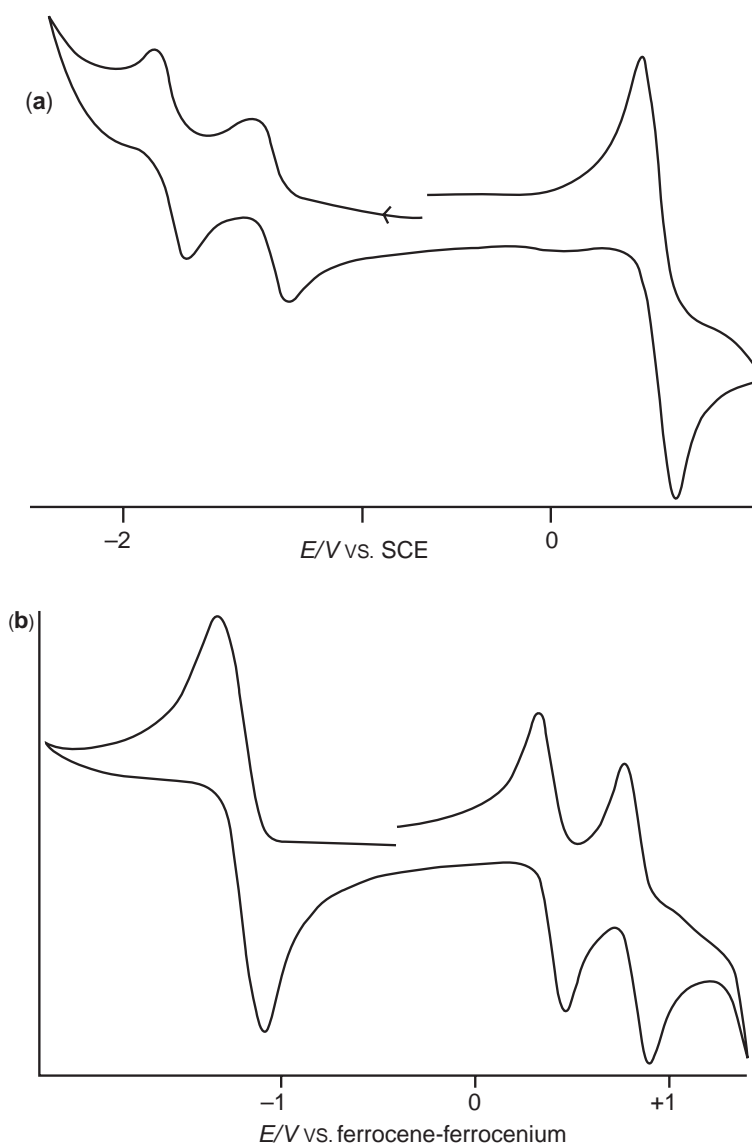 (a)
–2
0
E/V VS. SCE
(b)
–1
0
+1
E/V VS. ferrocene-ferrocenium